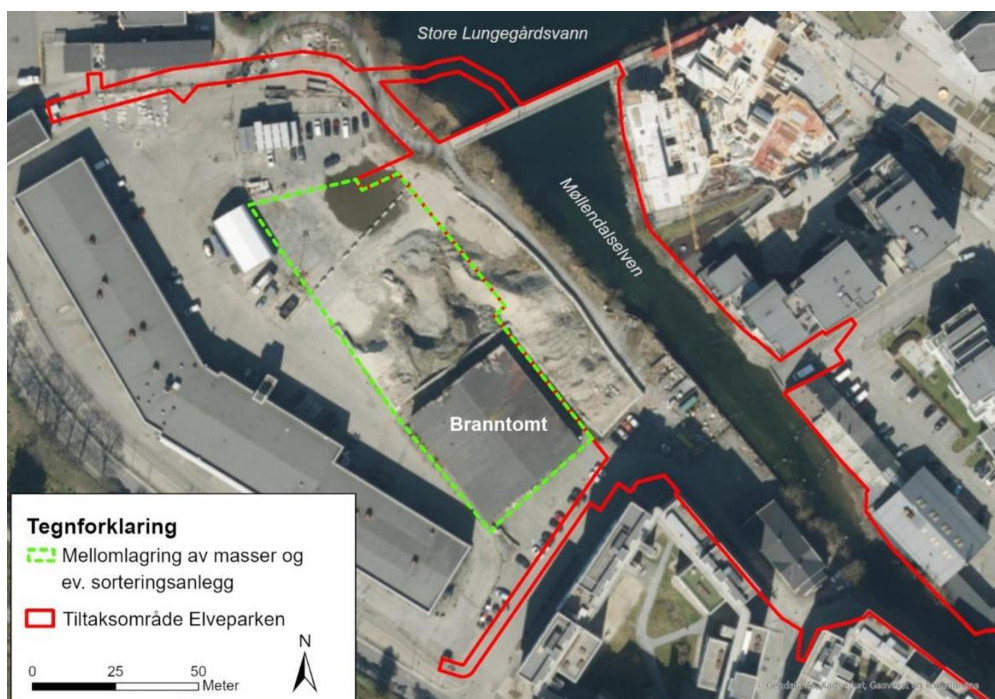 Store Lungegårdsvann
Møllendalselven
Branntomt
Tegnforklaring
Mellomlagring av masser og
ev. sorteringsanlegg
Tiltaksområde Elveparken
N
0 25 50
Meter